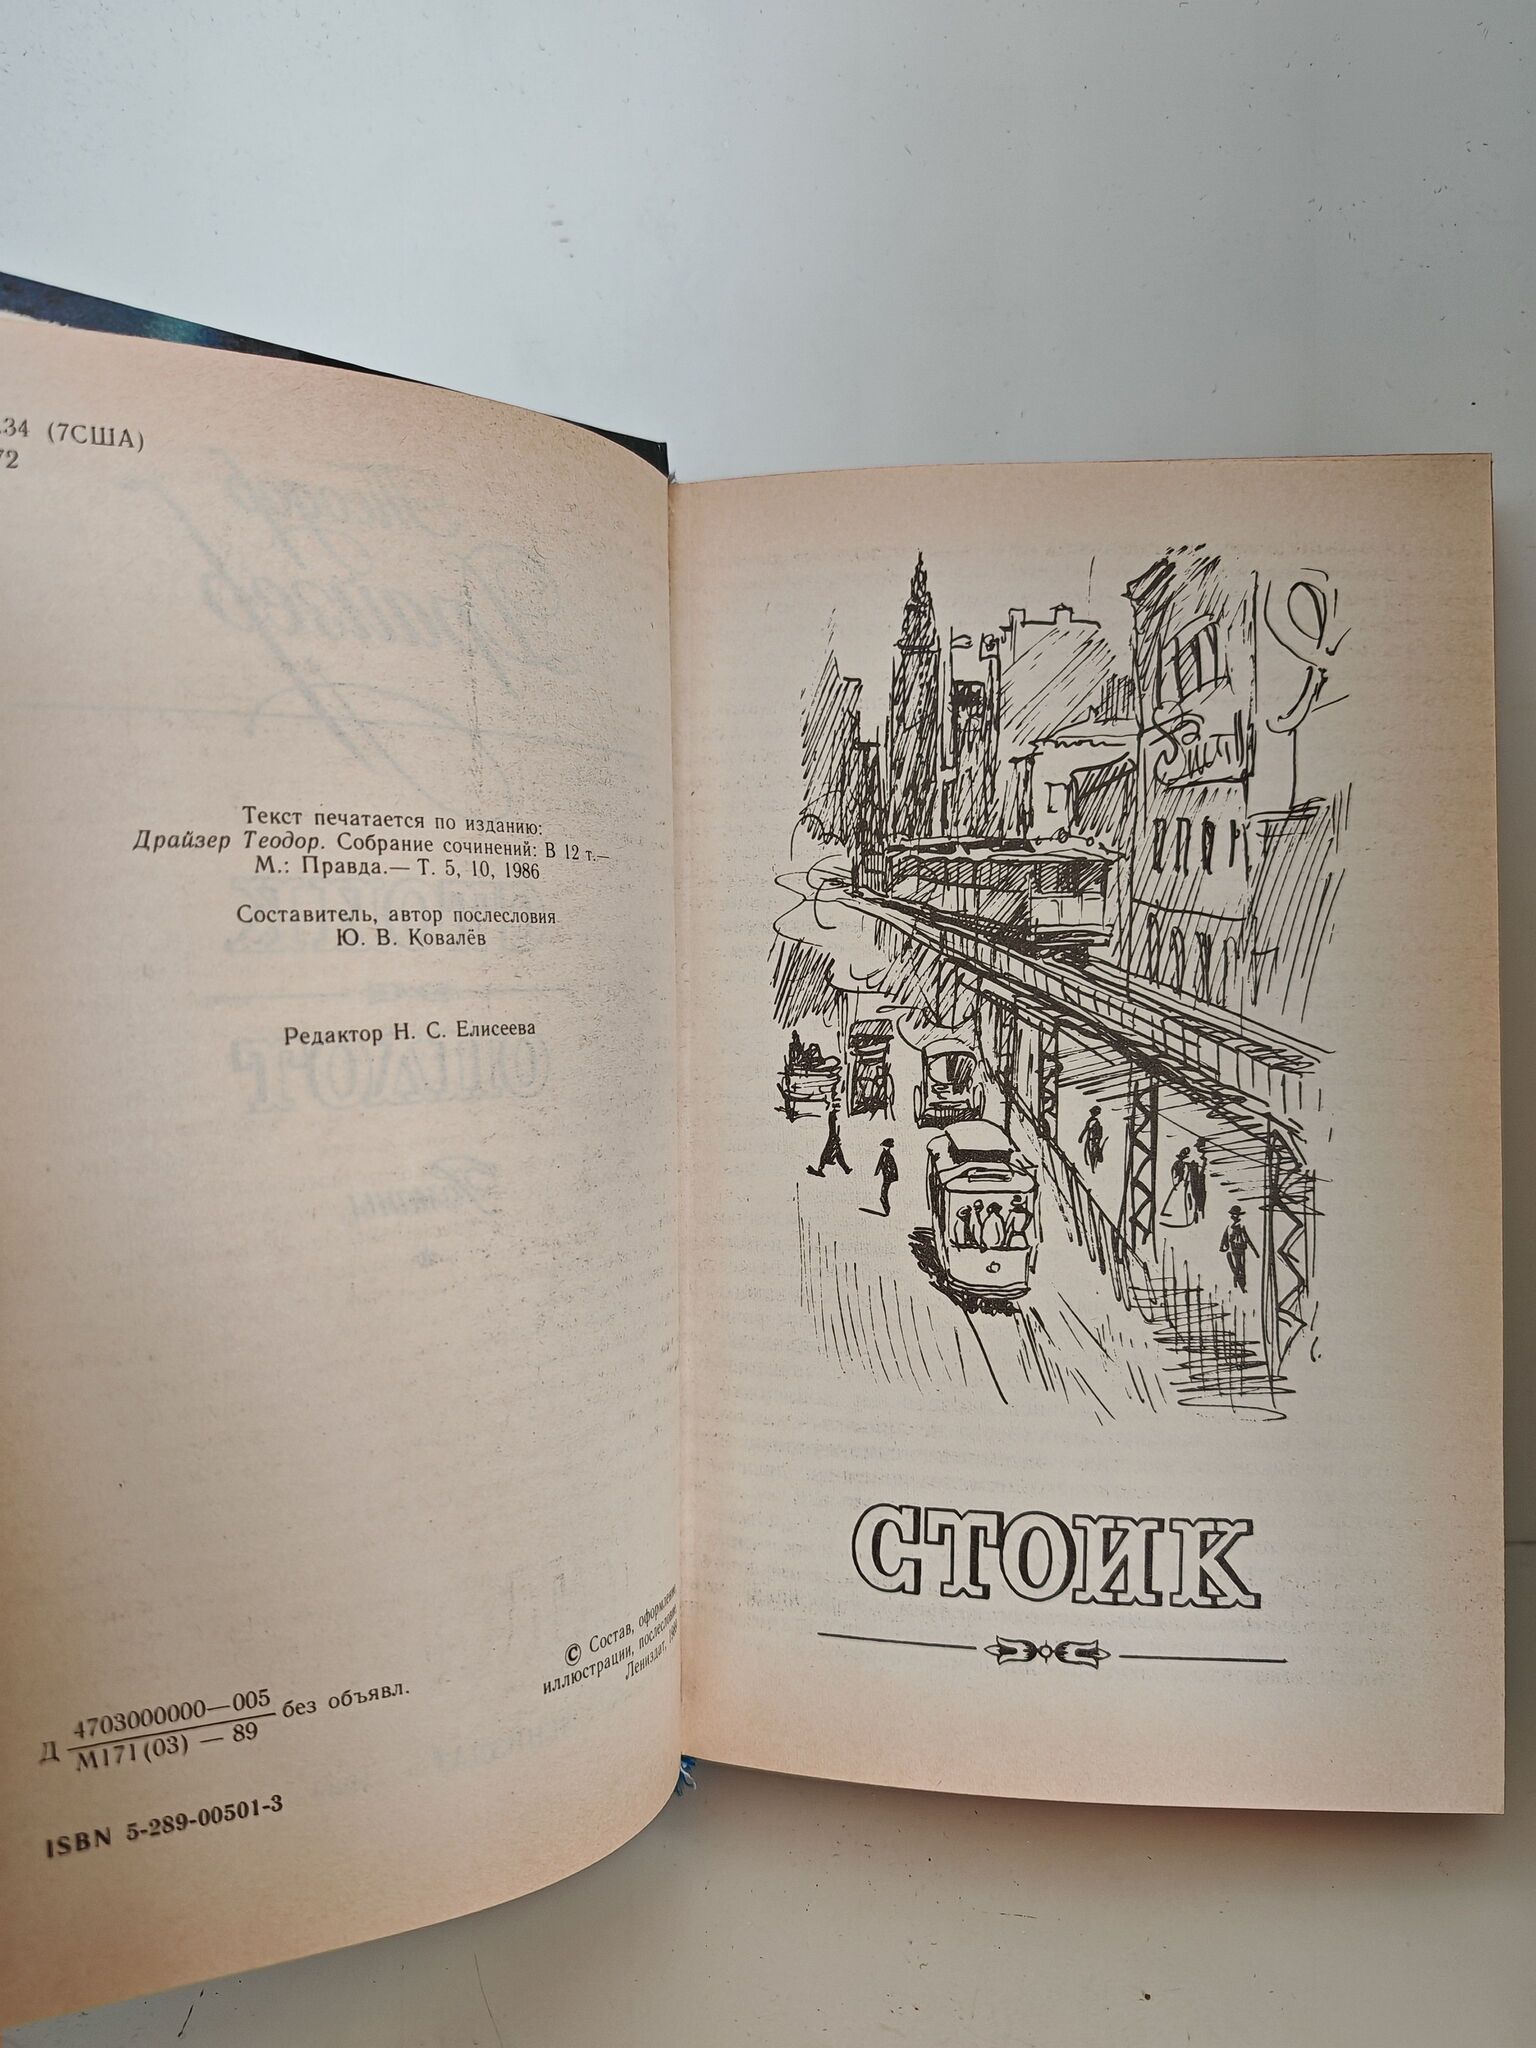 .34 (7США)
72
Текст печатается по изданию:
Драйзер Теодор. Собрание сочинений: В 12 т.—
М.: Правда.— Т. 5, 10, 1986
Составитель, автор послесловия
Ю. В. Ковалёв
Редактор Н. С. Елисеева
© Состав, оформление,
иллюстрации, послесловие,
Лениздат,
Д 4703000000—005 без объявл.
М171(03) — 89
ISBN 5-289-00501-3
СТОИК